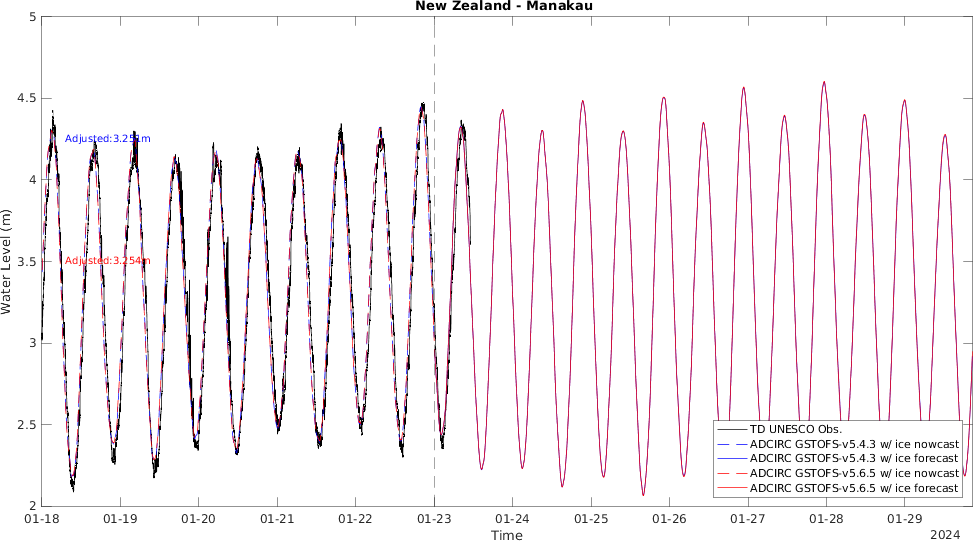 New Zealand - Manakau
Water Level (m)
5
4.5
4
3.5
3
2.5
2
Adjusted:3.251m
Adjusted:3.254m
TD UNESCO Obs.
ADCIRC GSTOFS-v5.4.3 w/ ice nowcast
ADCIRC GSTOFS-v5.4.3 w/ ice forecast
ADCIRC GSTOFS-v5.6.5 w/ ice nowcast
ADCIRC GSTOFS-v5.6.5 w/ ice forecast
01-18 01-19 01-20 01-21 01-22 01-23 01-24 01-25 01-26 01-27 01-28 01-29
Time
2024